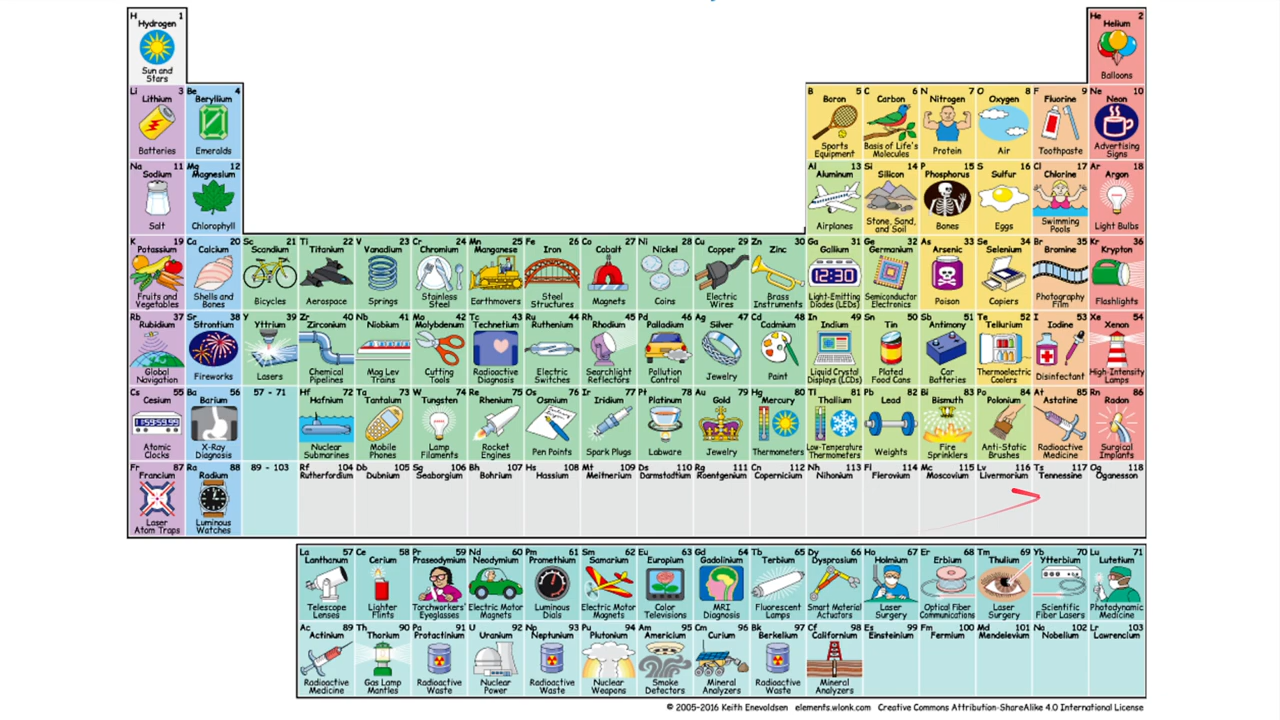 H 1 He 2
Hydrogen Helium
Sun and Stars Balloons
Li 3 Be 4 B 5 C 6 N 7 O 8 F 9 Ne 10
Lithium Beryllium Boron Carbon Nitrogen Oxygen Fluorine Neon
Batteries Emeralds Sports Equipment Basis of Life's Molecules Protein Air Toothpaste Advertising Signs
Na 11 Mg 12 Al 13 Si 14 P 15 S 16 Cl 17 Ar 18
Sodium Magnesium Aluminum Silicon Phosphorus Sulfur Chlorine Argon
Salt Chlorophyll Airplanes Stone, Sand, and Soil Bones Eggs Swimming Pools Light Bulbs
K 19 Ca 20 Sc 21 Ti 22 V 23 Cr 24 Mn 25 Fe 26 Co 27 Ni 28 Cu 29 Zn 30 Ga 31 Ge 32 As 33 Se 34 Br 35 Kr 36
Potassium Calcium Scandium Titanium Vanadium Chromium Manganese Iron Cobalt Nickel Copper Zinc Gallium Germanium Arsenic Selenium Bromine Krypton
12:30
Fruits and Vegetables Shells and Bones Bicycles Aerospace Springs Stainless Steel Earthmovers Steel Structures Magnets Coins Electric Wires Brass Instruments Light-Emitting Diodes (LEDs) Semiconductor Electronics Poison Copiers Photography Film Flashlights
Rb 37 Sr 38 Y 39 Zr 40 Nb 41 Mo 42 Tc 43 Ru 44 Rh 45 Pd 46 Ag 47 Cd 48 In 49 Sn 50 Sb 51 Te 52 I 53 Xe 54
Rubidium Strontium Yttrium Zirconium Niobium Molybdenum Technetium Ruthenium Rhodium Palladium Silver Cadmium Indium Tin Antimony Tellurium Iodine Xenon
Global Navigation Fireworks Lasers Chemical Pipelines Mag Lev Trains Cutting Tools Radioactive Diagnosis Electric Switches Searchlight Reflectors Pollution Control Jewelry Paint Liquid Crystal Displays (LCDs) Plated Food Cans Car Batteries Thermoelectric Coolers Disinfectant High-Intensity Lamps
Cs 55 Ba 56 57 - 71 Hf 72 Ta 73 W 74 Re 75 Os 76 Ir 77 Pt 78 Au 79 Hg 80 Tl 81 Pb 82 Bi 83 Po 84 At 85 Rn 86
Cesium Barium Hafnium Tantalum Tungsten Rhenium Osmium Iridium Platinum Gold Mercury Thallium Lead Bismuth Polonium Astatine Radon
Atomic Clocks X-Ray Diagnosis Nuclear Submarines Mobile Phones Lamp Filaments Rocket Engines Pen Points Spark Plugs Labware Jewelry Thermometers Low-Temperature Thermometers Weights Fire Sprinklers Anti-Static Brushes Radioactive Medicine Surgical Implants
Fr 87 Ra 88 89 - 103 Rf 104 Db 105 Sg 106 Bh 107 Hs 108 Mt 109 Ds 110 Rg 111 Cn 112 Nh 113 Fl 114 Mc 115 Lv 116 Ts 117 Og 118
Francium Radium Rutherfordium Dubnium Seaborgium Bohrium Hassium Meitnerium Darmstadtium Roentgenium Copernicium Nihonium Flerovium Moscovium Livermorium Tennessine Oganesson
Laser Atom Traps Luminous Watches
La 57 Ce 58 Pr 59 Nd 60 Pm 61 Sm 62 Eu 63 Gd 64 Tb 65 Dy 66 Ho 67 Er 68 Tm 69 Yb 70 Lu 71
Lanthanum Cerium Praseodymium Neodymium Promethium Samarium Europium Gadolinium Terbium Dysprosium Holmium Erbium Thulium Ytterbium Lutetium
Telescope Lenses Lighter Flints Torchworkers' Eyeglasses Electric Motor Magnets Luminous Dials Electric Motor Magnets Color Televisions MRI Diagnosis Fluorescent Lamps Smart Material Actuators Laser Surgery Optical Fiber Communications Laser Surgery Scientific Fiber Lasers Photodynamic Medicine
Ac 89 Th 90 Pa 91 U 92 Np 93 Pu 94 Am 95 Cm 96 Bk 97 Cf 98 Es 99 Fm 100 Md 101 No 102 Lr 103
Actinium Thorium Protactinium Uranium Neptunium Plutonium Americium Curium Berkelium Californium Einsteinium Fermium Mendelevium Nobelium Lawrencium
Radioactive Medicine Gas Lamp Mantles Radioactive Waste Nuclear Power Radioactive Waste Nuclear Weapons Smoke Detectors Mineral Analyzers Radioactive Waste Mineral Analyzers
© 2005-2016 Keith Enevoldsen elements.wlonk.com Creative Commons Attribution-ShareAlike 4.0 International License